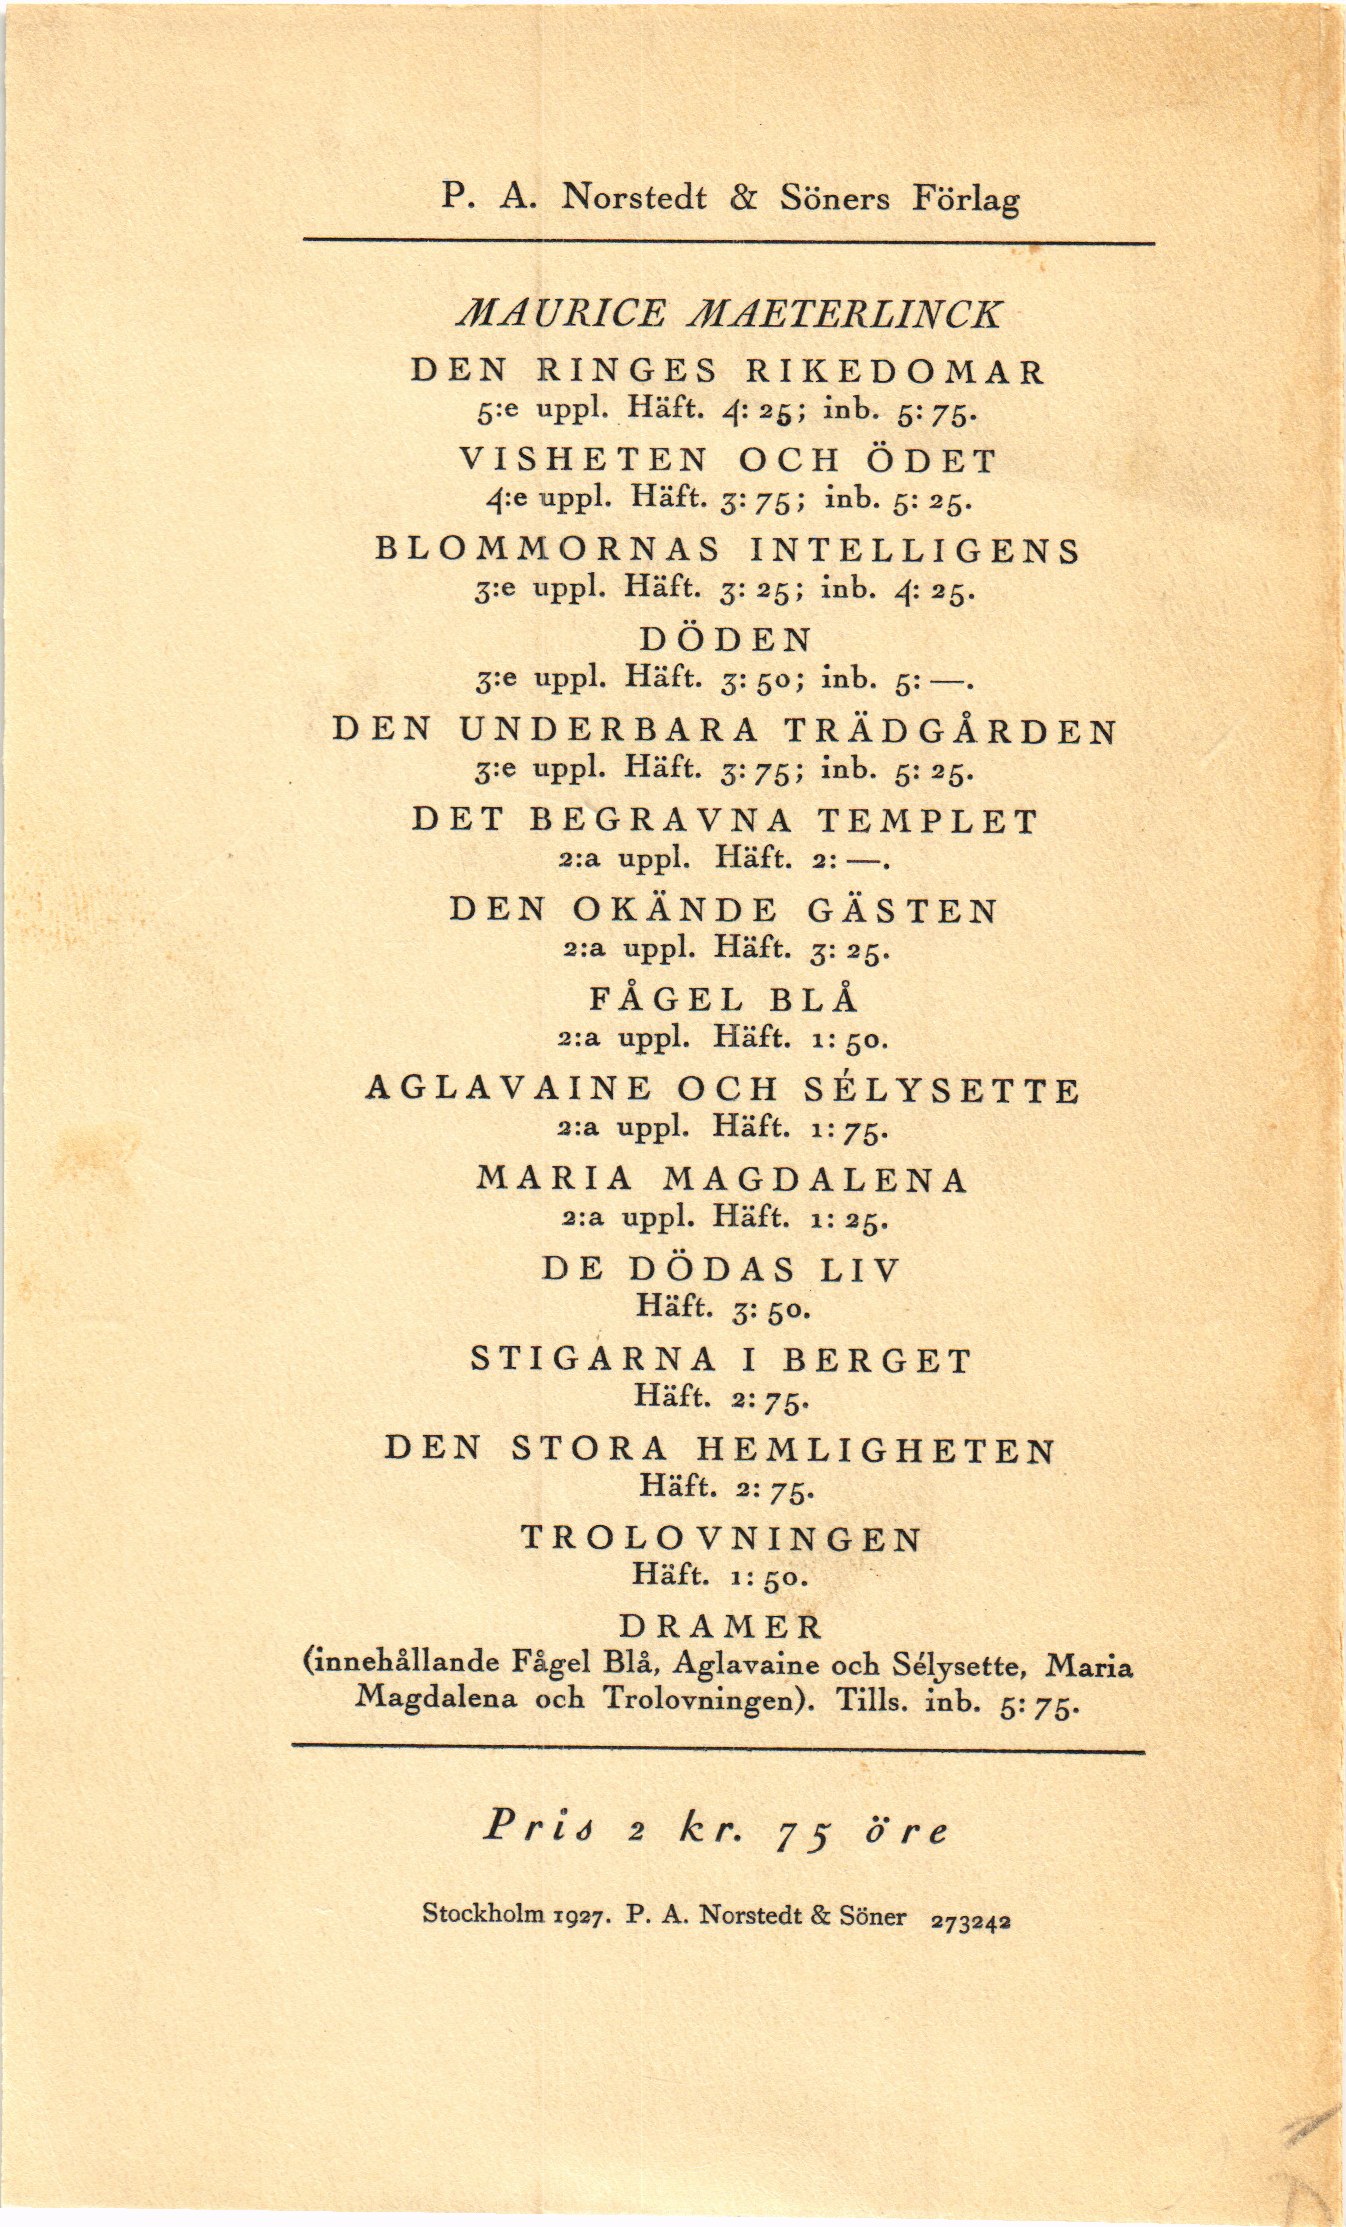 P. A. Norstedt & Söners Förlag
MAURICE MAETERLINCK
DEN RINGES RIKEDOMAR
5:e uppl. Häft. 4: 25; inb. 5: 75.
VISHETEN OCH ÖDET
4:e uppl. Häft. 3: 75; inb. 5: 25.
BLOMMORNAS INTELLIGENS
3:e uppl. Häft. 3: 25; inb. 4: 25.
DÖDEN
3:e uppl. Häft. 3: 50; inb. 5: —.
DEN UNDERBARA TRÄDGÅRDEN
3:e uppl. Häft. 3: 75; inb. 5: 25.
DET BEGRAVNA TEMPLET
2:a uppl. Häft. 2: —.
DEN OKÄNDE GÄSTEN
2:a uppl. Häft. 3: 25.
FÅGEL BLÅ
2:a uppl. Häft. 1: 50.
AGLAVAINE OCH SÉLYSETTE
2:a uppl. Häft. 1: 75.
MARIA MAGDALENA
2:a uppl. Häft. 1: 25.
DE DÖDAS LIV
Häft. 3: 50.
STIGARNA I BERGET
Häft. 2: 75.
DEN STORA HEMLIGHETEN
Häft. 2: 75.
TROLOVNINGEN
Häft. 1: 50.
DRAMER
(innehållande Fågel Blå, Aglavaine och Sélysette, Maria
Magdalena och Trolovningen). Tills. inb. 5: 75.
Pris 2 kr. 75 öre
Stockholm 1927. P. A. Norstedt & Söner 273242